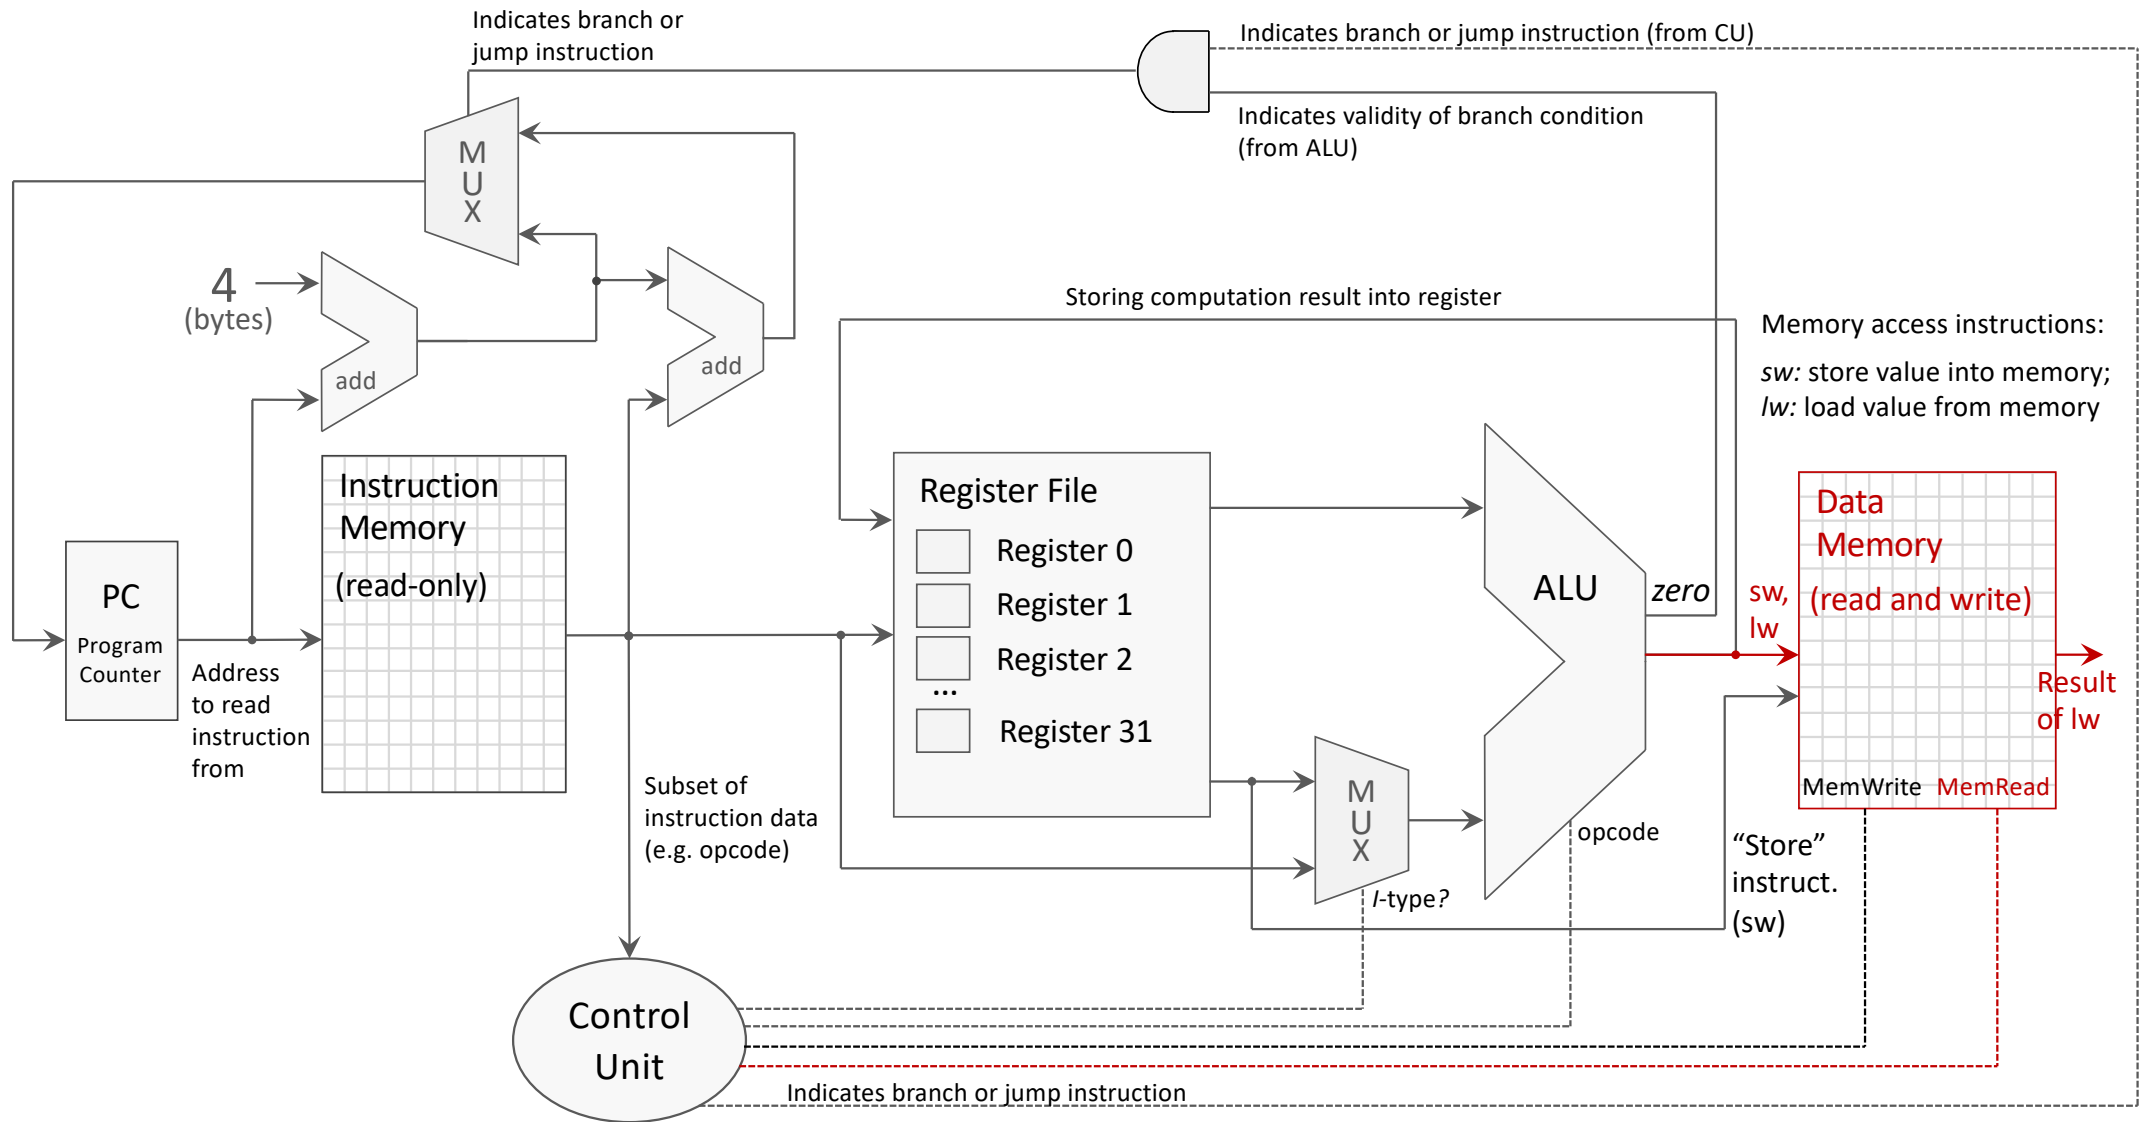 Indicates branch or
jump instruction
Indicates branch or jump instruction (from CU)
Indicates validity of branch condition
(from ALU)
M
U
X
4
(bytes)
add
add
Storing computation result into register
Memory access instructions:
sw: store value into memory;
lw: load value from memory
Instruction
Memory
(read-only)
Register File
Register 0
Register 1
Register 2
...
Register 31
ALU
zero
sw,
lw
Data
Memory
(read and write)
Result
of lw
MemWrite MemRead
PC
Program
Counter
Address
to read
instruction
from
Subset of
instruction data
(e.g. opcode)
M
U
X
I-type?
opcode
“Store”
instruct.
(sw)
Control
Unit
Indicates branch or jump instruction